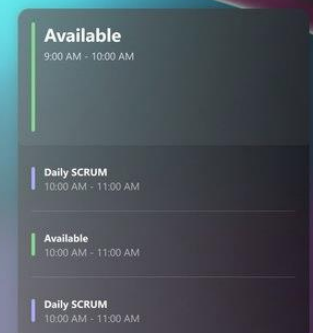 Available
9:00 AM - 10:00 AM
Daily SCRUM
10:00 AM - 11:00 AM
Available
10:00 AM - 11:00 AM
Daily SCRUM
10:00 AM - 11:00 AM